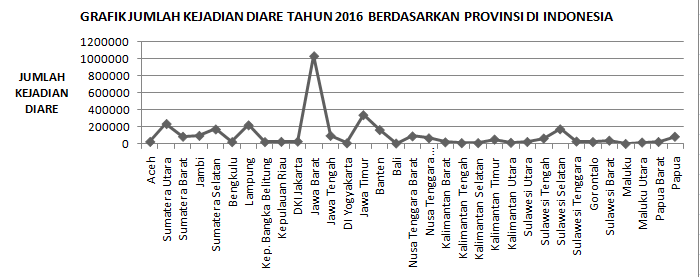 GRAFIK JUMLAH KEJADIAN DIARE TAHUN 2016 BERDASARKAN PROVINSI DI INDONESIA
JUMLAH
KEJADIAN
DIARE
1200000
1000000
800000
600000
400000
200000
0
Aceh
Sumatera Utara
Sumatera Barat
Jambi
Sumatera Selatan
Bengkulu
Lampung
Kep. Bangka Belitung
Kepulauan Riau
DKI Jakarta
Jawa Barat
Jawa Tengah
DI Yogyakarta
Jawa Timur
Banten
Bali
Nusa Tenggara Barat
Nusa Tenggara...
Kalimantan Barat
Kalimantan Tengah
Kalimantan Selatan
Kalimantan Timur
Kalimantan Utara
Sulawesi Utara
Sulawesi Tengah
Sulawesi Selatan
Sulawesi Tenggara
Gorontalo
Sulawesi Barat
Maluku
Maluku Utara
Papua Barat
Papua